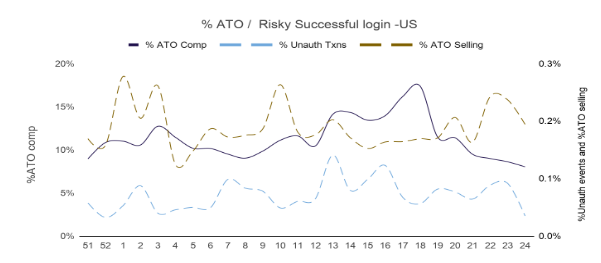 % ATO / Risky Successful login -US
% ATO Comp % Unauth Txns % ATO Selling
20% 0.3%
15% 0.2%
10%
5% 0.1%
0% 0.0%
%ATO comp
%Unauth events and %ATO selling
51 52 1 2 3 4 5 6 7 8 9 10 11 12 13 14 15 16 17 18 19 20 21 22 23 24